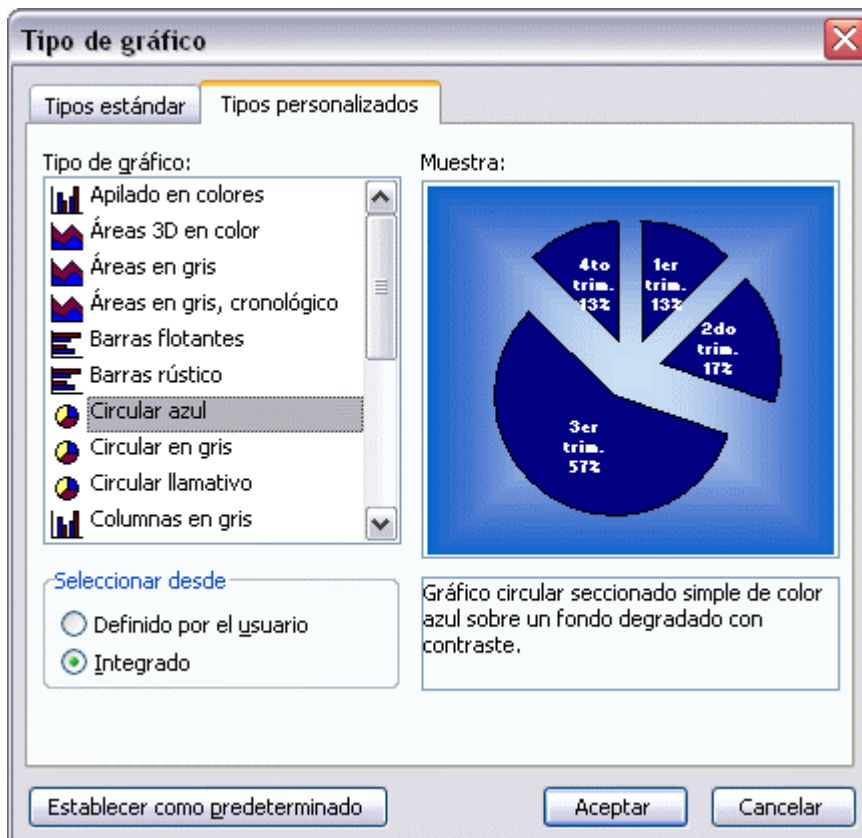 Tipo de gráfico
Tipos estándar
Tipos personalizados
Tipo de gráfico:
Apilado en colores
Áreas 3D en color
Áreas en gris
Áreas en gris, cronológico
Barras flotantes
Barras rústico
Circular azul
Circular en gris
Circular llamativo
Columnas en gris
Muestra:
4to
trim.
13%
1er
trim.
13%
2do
trim.
17%
3er
trim.
57%
Seleccionar desde
Definido por el usuario
Integrado
Gráfico circular seccionado simple de color
azul sobre un fondo degradado con
contraste.
Establecer como predeterminado
Aceptar
Cancelar